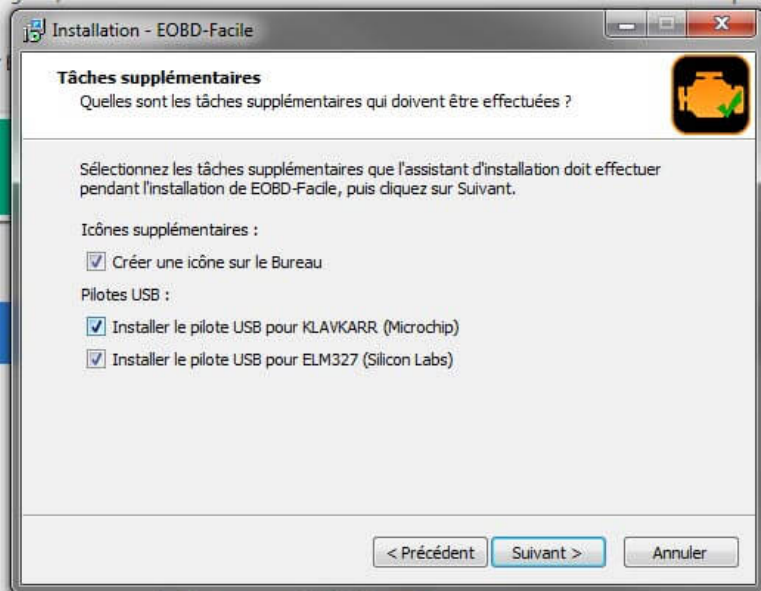 Installation - EOBD-Facile
Tâches supplémentaires
Quelles sont les tâches supplémentaires qui doivent être effectuées ?
Sélectionnez les tâches supplémentaires que l'assistant d'installation doit effectuer
pendant l'installation de EOBD-Facile, puis cliquez sur Suivant.
Icônes supplémentaires :
Créer une icône sur le Bureau
Pilotes USB :
Installer le pilote USB pour KLAVKARR (Microchip)
Installer le pilote USB pour ELM327 (Silicon Labs)
< Précédent Suivant > Annuler